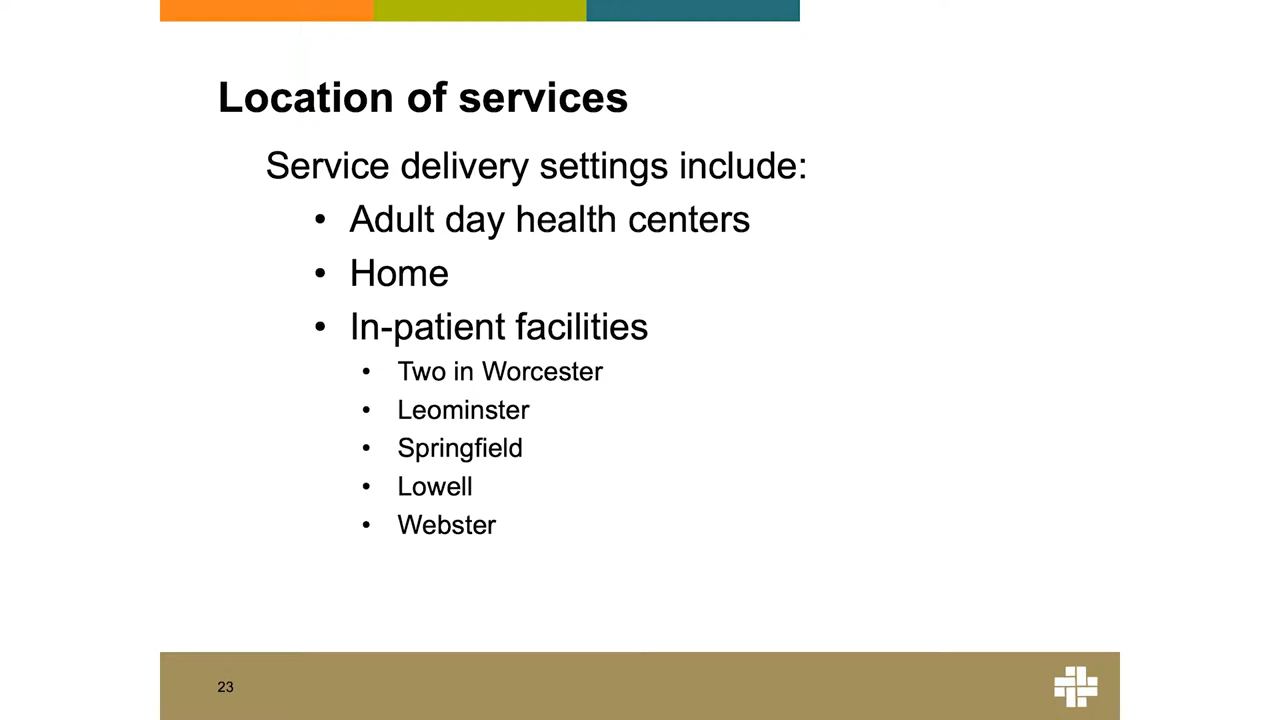 Location of services
Service delivery settings include:
• Adult day health centers
• Home
• In-patient facilities
• Two in Worcester
• Leominster
• Springfield
• Lowell
• Webster
23